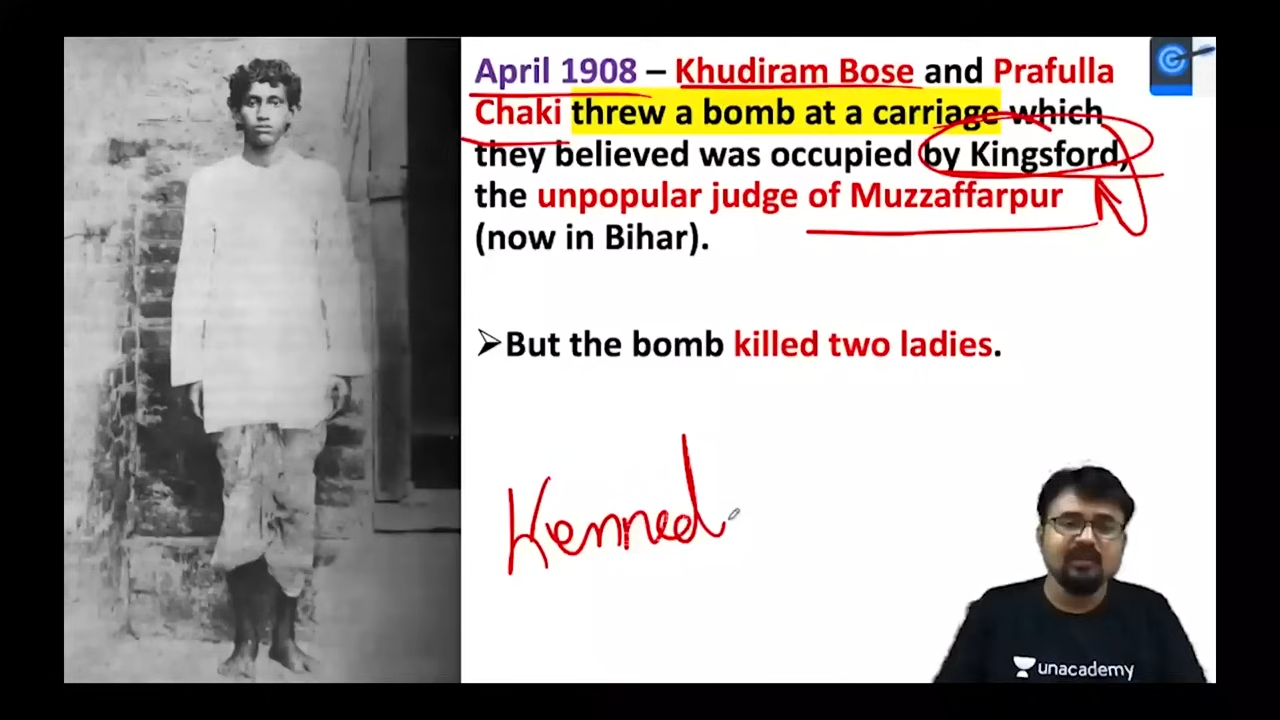 April 1908 – Khudiram Bose and Prafulla
Chaki threw a bomb at a carriage which
they believed was occupied by Kingsford,
the unpopular judge of Muzzaffarpur
(now in Bihar).
➢But the bomb killed two ladies.
Kenned
unacademy